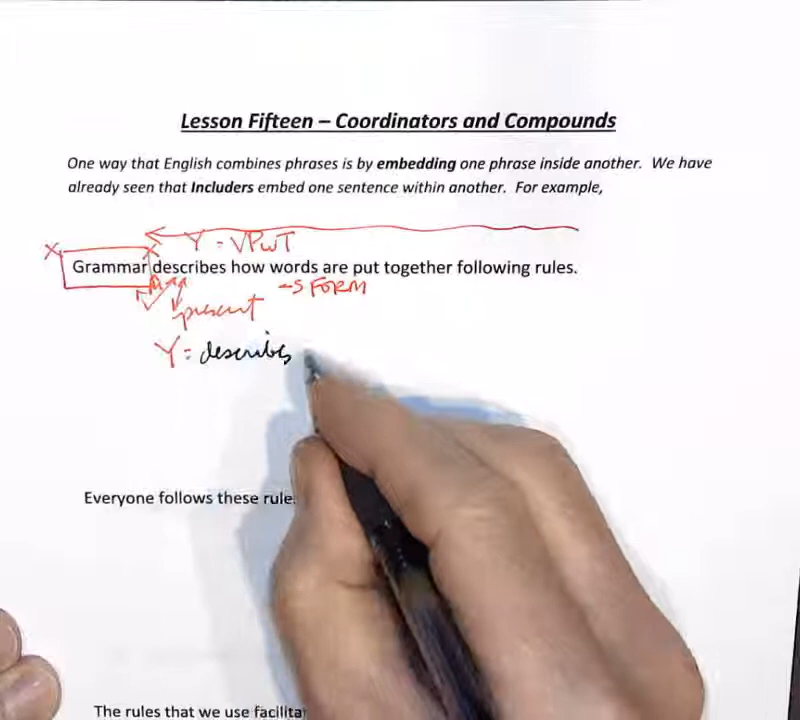 Lesson Fifteen – Coordinators and Compounds
One way that English combines phrases is by embedding one phrase inside another. We have
already seen that Includers embed one sentence within another. For example,
X X Y = VPwT
Grammar describes how words are put together following rules.
-S FORM
present
Y = describes
Everyone follows these rule
The rules that we use facilita